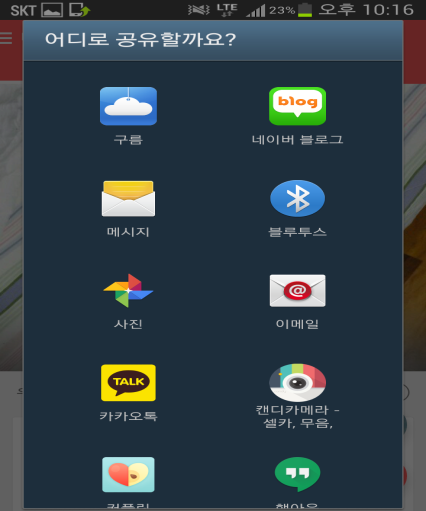 SKT LTE 23% 오후 10:16
어디로 공유할까요?
blog
구름 네이버 블로그
메시지 블루투스
@
사진 이메일
TALK
카카오톡 캔디카메라 -
셀카, 무음,